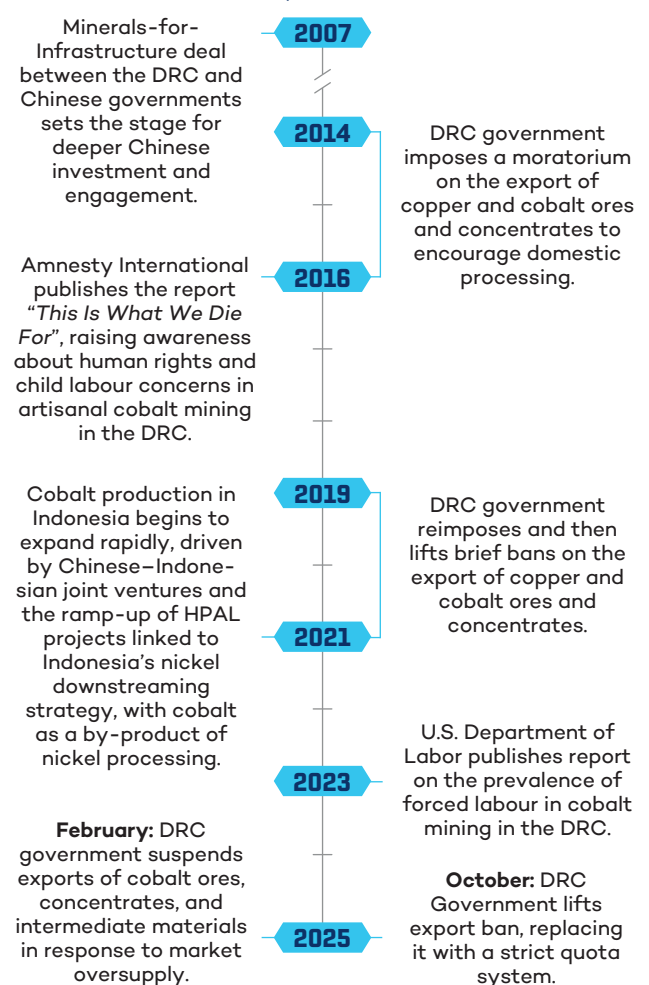 Minerals-for-
Infrastructure deal
between the DRC and
Chinese governments
sets the stage for
deeper Chinese
investment and
engagement.
2007
2014
DRC government
imposes a moratorium
on the export of
copper and cobalt ores
and concentrates to
encourage domestic
processing.
Amnesty International
publishes the report
“This Is What We Die
For”, raising awareness
about human rights and
child labour concerns in
artisanal cobalt mining
in the DRC.
2016
2019
DRC government
reimposes and then
lifts brief bans on the
export of copper and
cobalt ores and
concentrates.
Cobalt production in
Indonesia begins to
expand rapidly, driven
by Chinese–Indone-
sian joint ventures and
the ramp-up of HPAL
projects linked to
Indonesia’s nickel
downstreaming
strategy, with cobalt
as a by-product of
nickel processing.
2021
2023
U.S. Department of
Labor publishes report
on the prevalence of
forced labour in cobalt
mining in the DRC.
February: DRC
government suspends
exports of cobalt ores,
concentrates, and
intermediate materials
in response to market
oversupply.
2025
October: DRC
Government lifts
export ban, replacing
it with a strict quota
system.